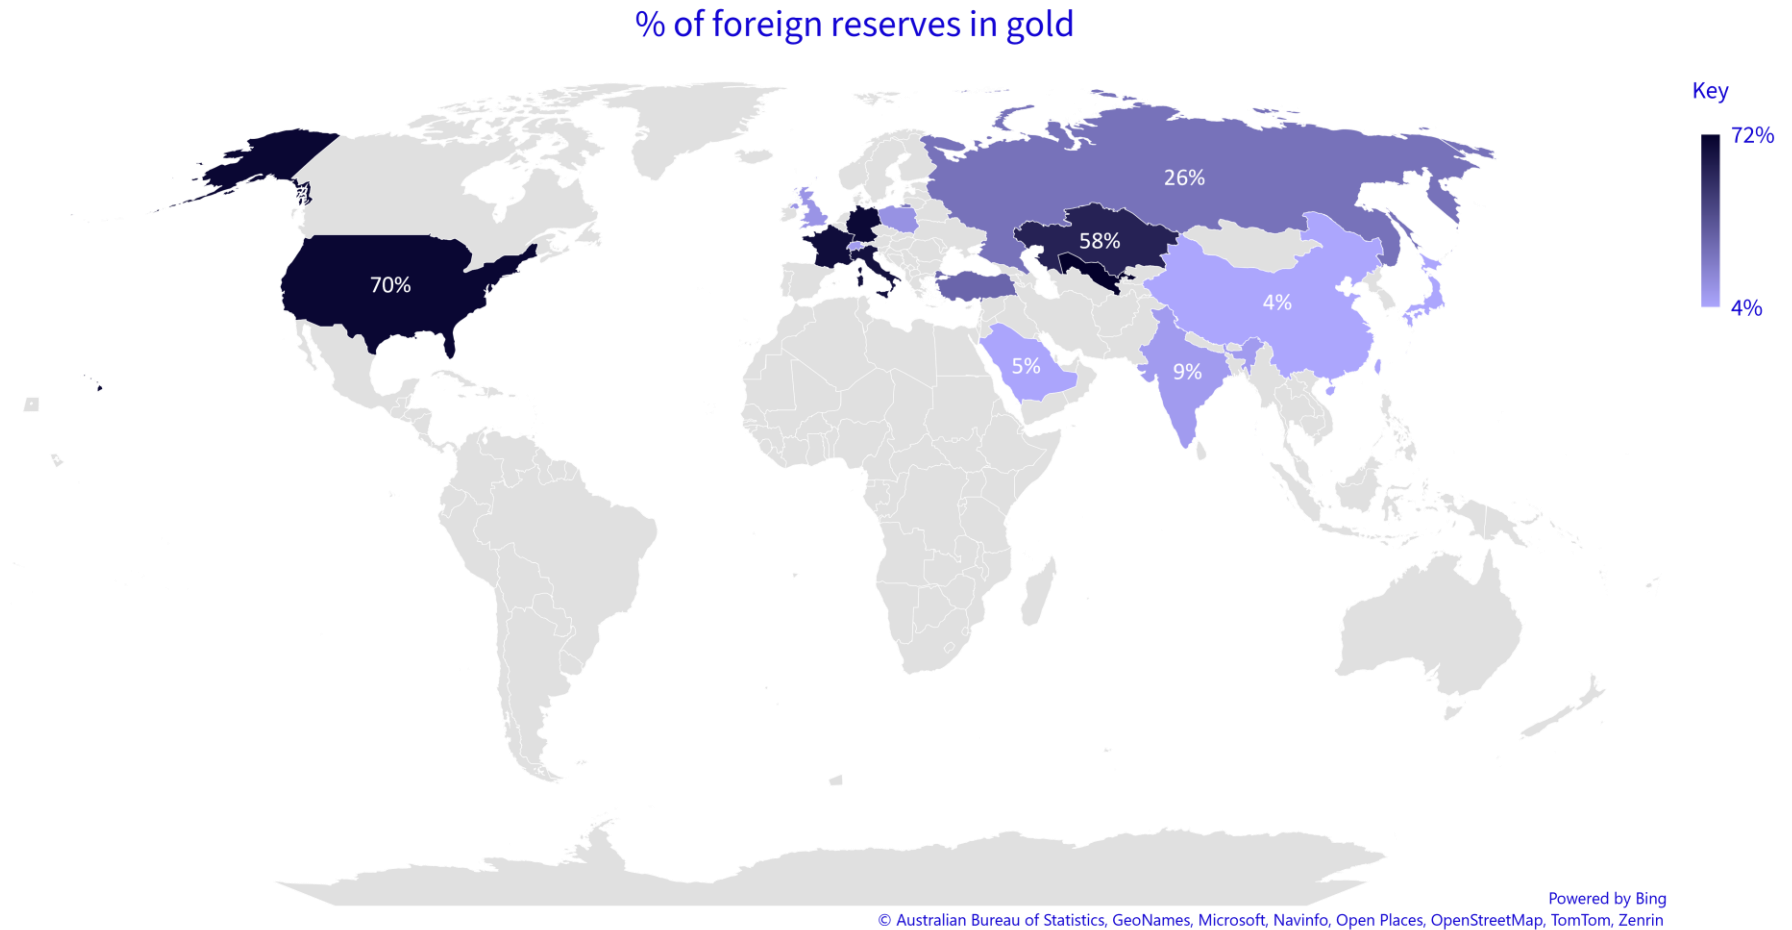 % of foreign reserves in gold
Key
72%
4%
26%
58%
70%
4%
5%
9%
Powered by Bing
© Australian Bureau of Statistics, GeoNames, Microsoft, Navinfo, Open Places, OpenStreetMap, TomTom, Zenrin